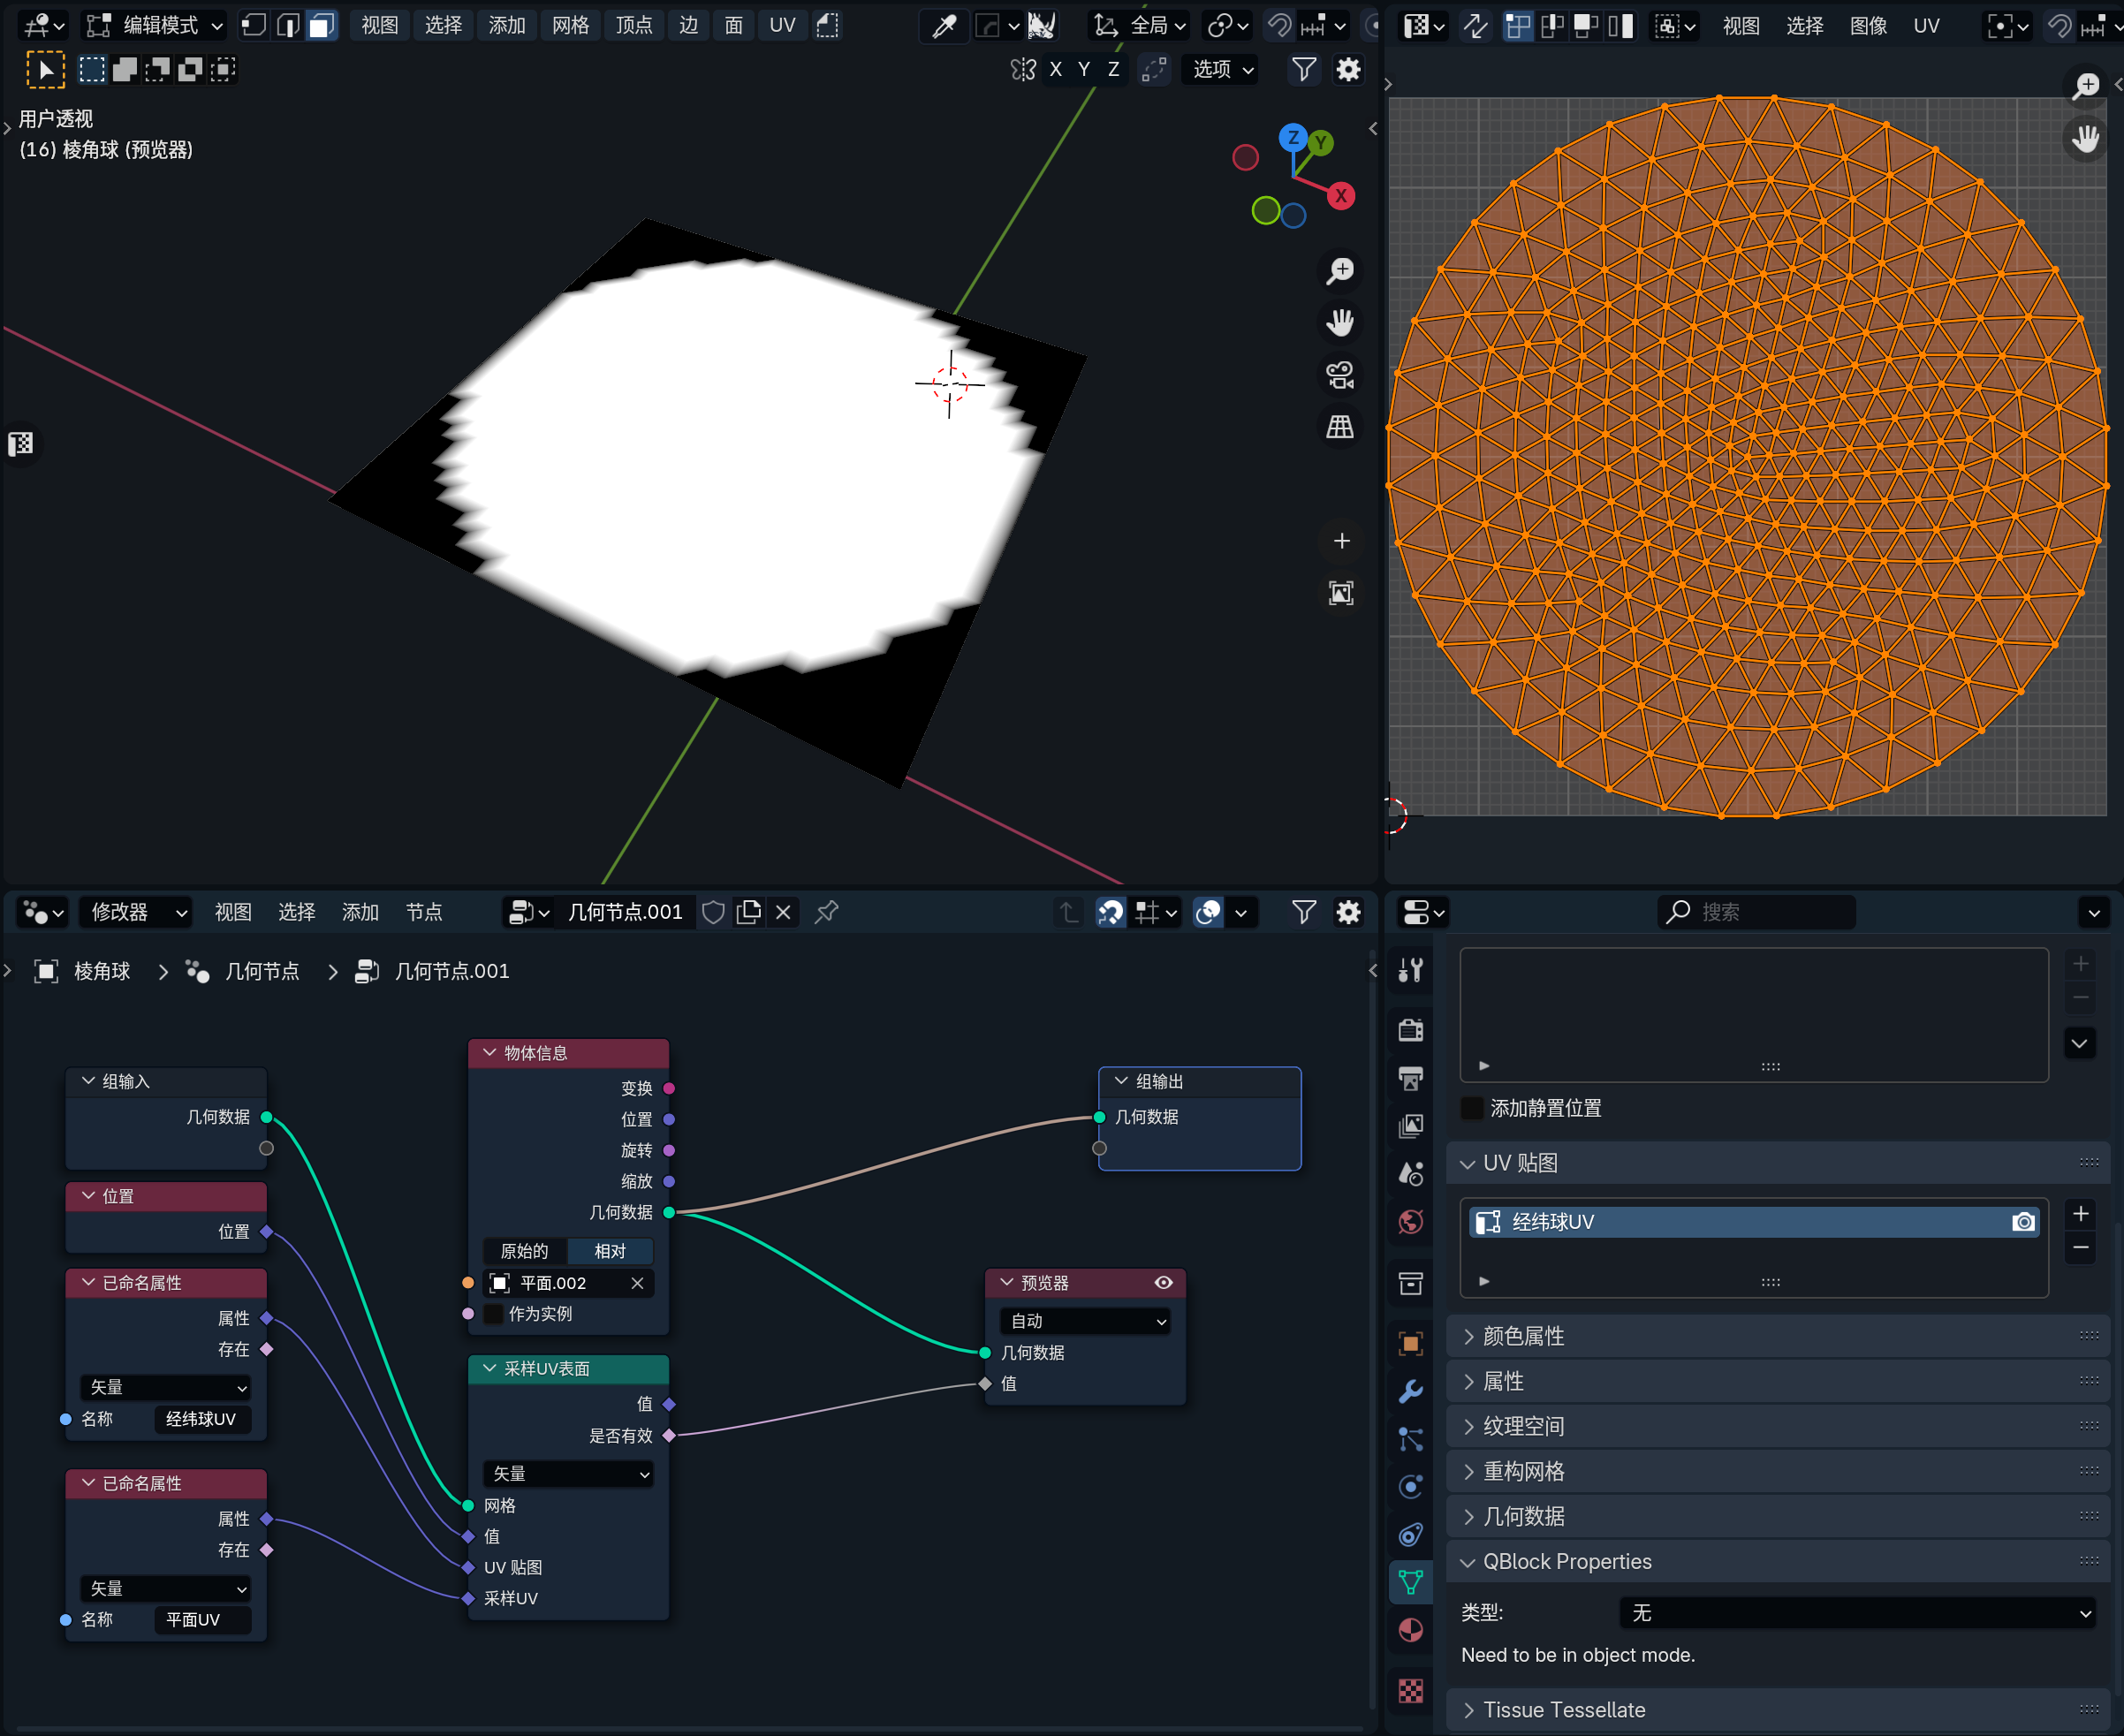 编辑模式 视图 选择 添加 网格 顶点 边 面 UV 全局
视图 选择 图像 UV
X Y Z 选项
用户透视
(16) 棱角球 (预览器)
Z Y
X
修改器 视图 选择 添加 节点 几何节点.001
搜索
棱角球 几何节点 几何节点.001
组输入
几何数据
位置
位置
已命名属性
属性
存在
矢量
名称 经纬球UV
已命名属性
属性
存在
矢量
名称 平面UV
物体信息
变换
位置
旋转
缩放
几何数据
原始的 相对
平面.002
作为实例
采样UV表面
值
是否有效
矢量
网格
值
UV 贴图
采样UV
组输出
几何数据
预览器
自动
几何数据
值
添加静置位置
UV 贴图
经纬球UV
颜色属性
属性
纹理空间
重构网格
几何数据
QBlock Properties
类型: 无
Need to be in object mode.
Tissue Tessellate